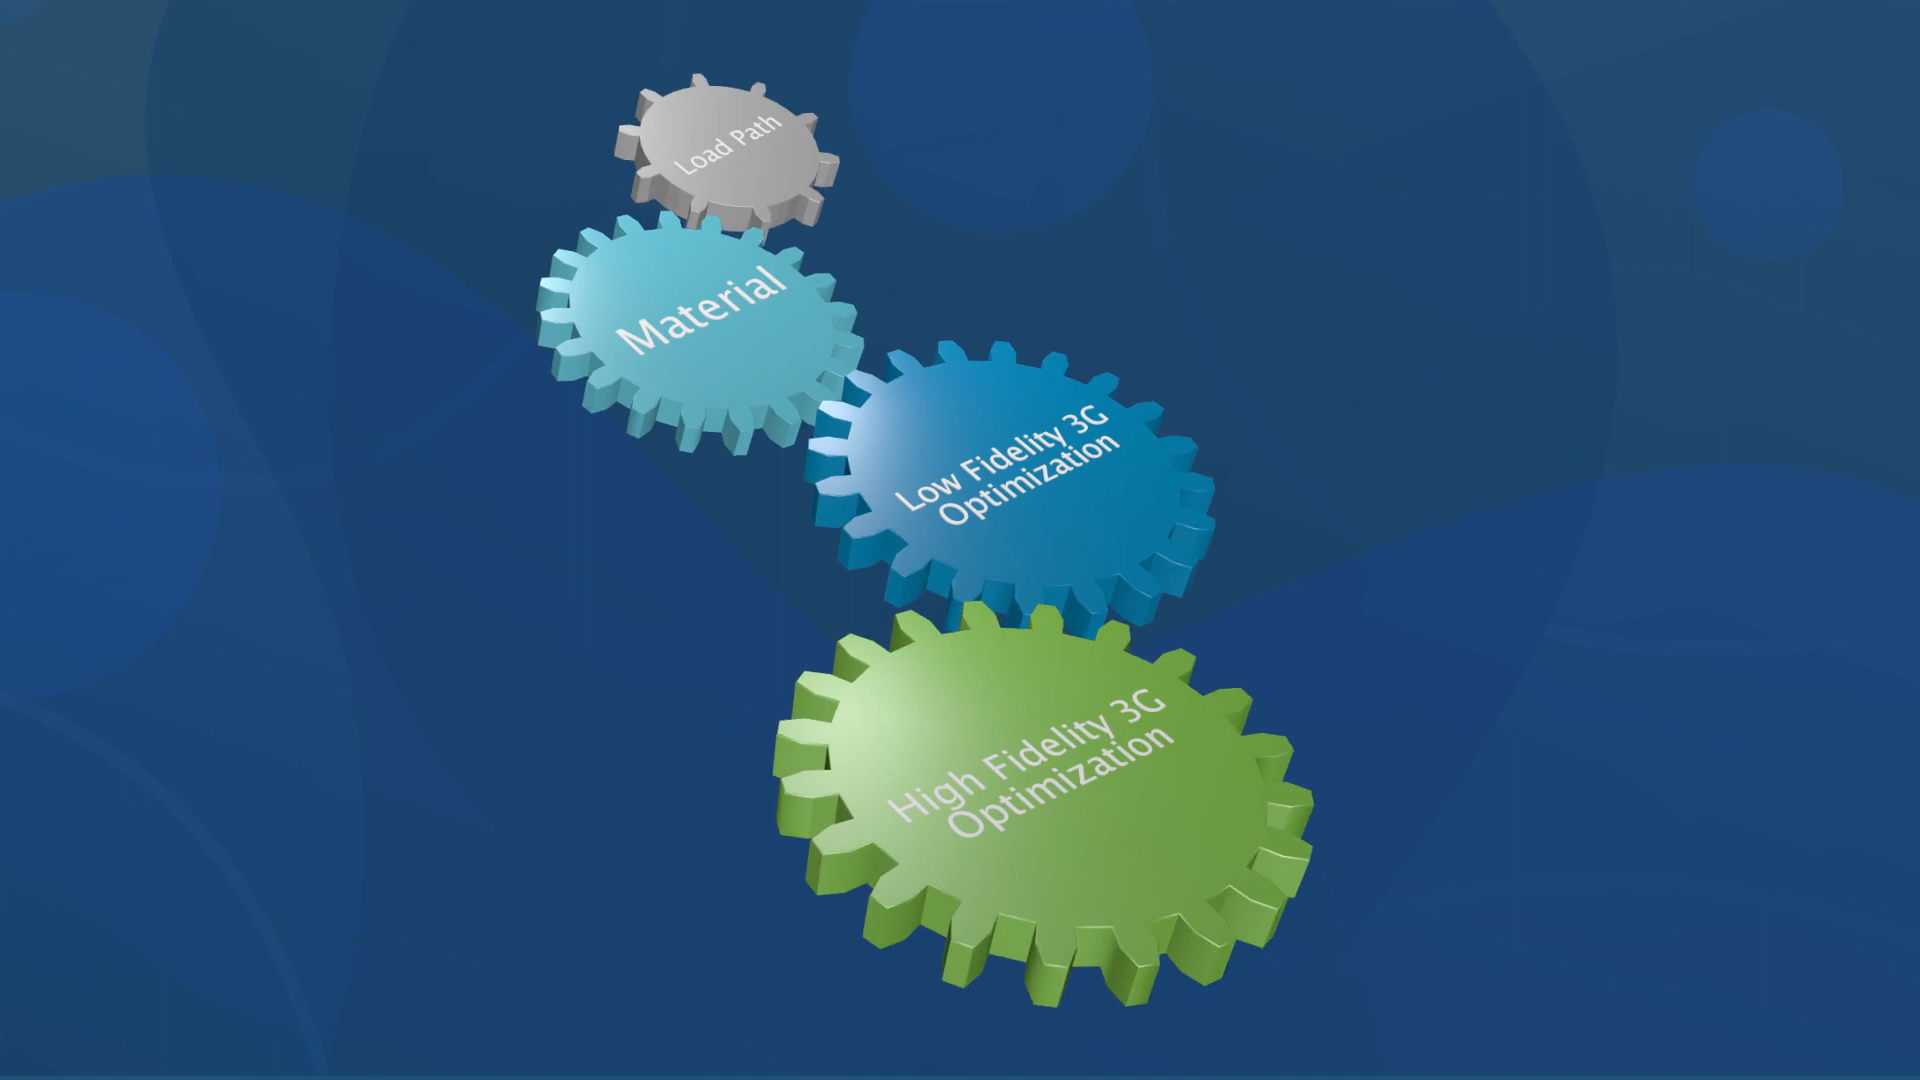 Load Path
Material
Low Fidelity 3G
Optimization
High Fidelity 3G
Optimization